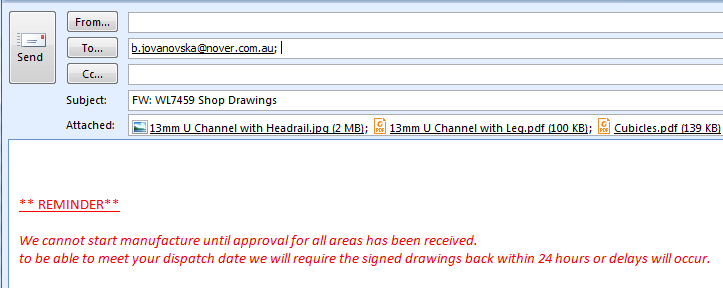 From...
Send
To...
b.jovanovska@nover.com.au;
Cc...
Subject:
FW: WL7459 Shop Drawings
Attached:
13mm U Channel with Headrail.jpg (2 MB); 13mm U Channel with Leg.pdf (100 KB); Cubicles.pdf (139 KB)
** REMINDER**
We cannot start manufacture until approval for all areas has been received.
to be able to meet your dispatch date we will require the signed drawings back within 24 hours or delays will occur.